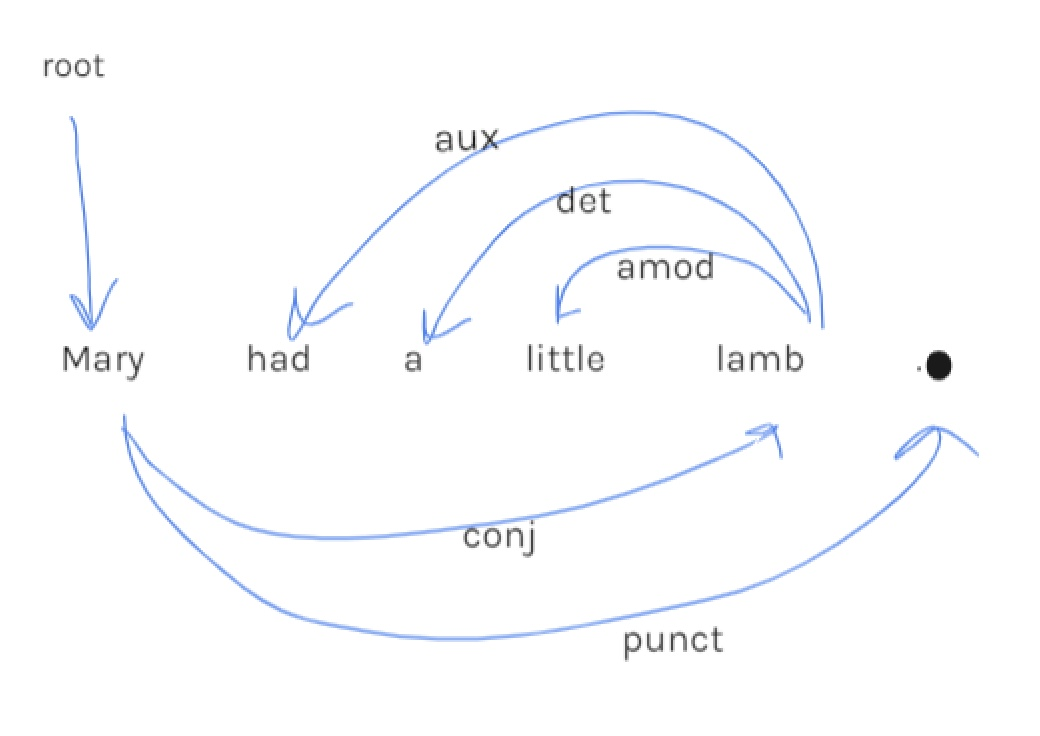 root
aux
det
amod
Mary had a little lamb .
conj
punct